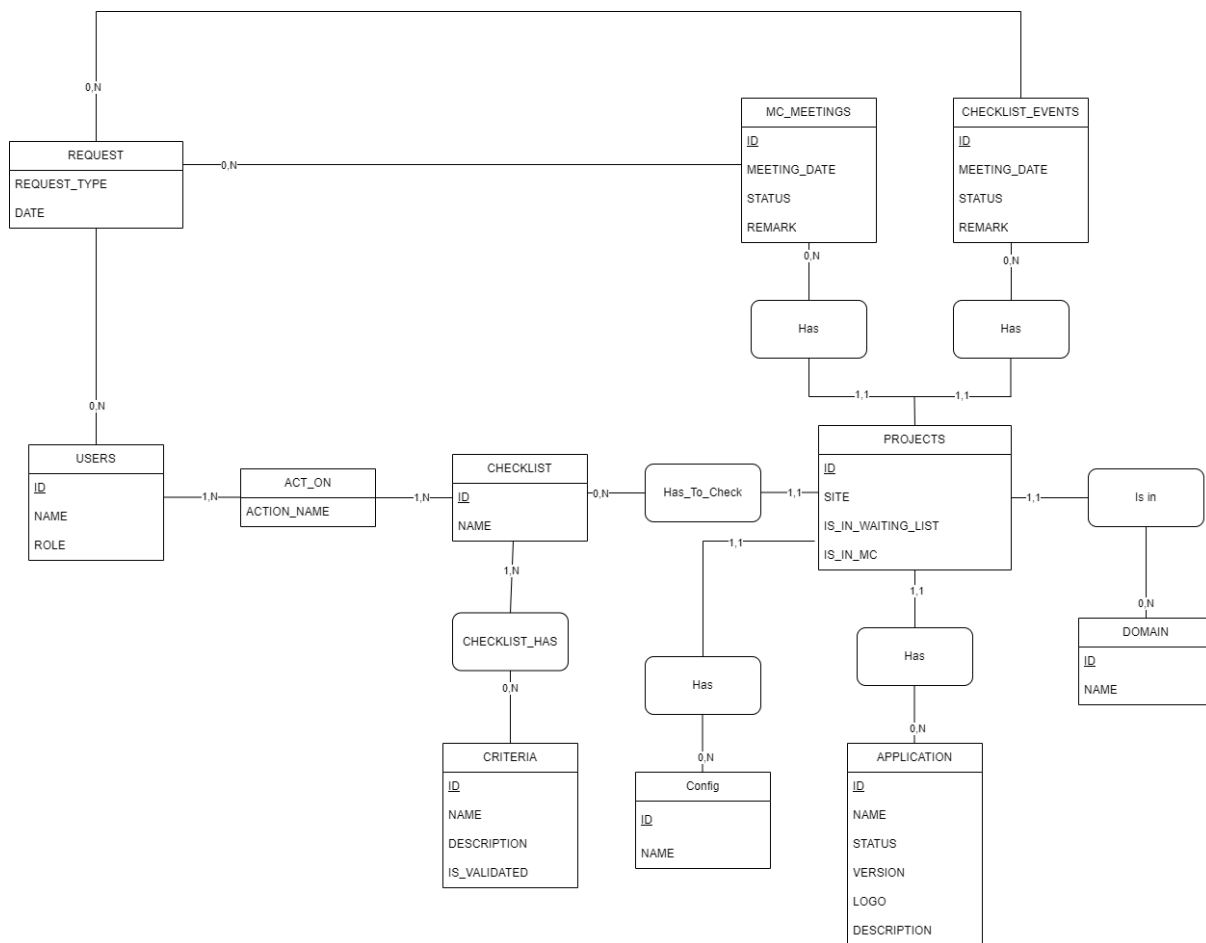 0,N
REQUEST
REQUEST_TYPE
DATE
0,N
MC_MEETINGS
ID
MEETING_DATE
STATUS
REMARK
CHECKLIST_EVENTS
ID
MEETING_DATE
STATUS
REMARK
0,N
0,N
Has
Has
1,1
1,1
0,N
USERS
ID
NAME
ROLE
1,N
ACT_ON
ACTION_NAME
1,N
CHECKLIST
ID
NAME
0,N
Has_To_Check
1,1
PROJECTS
ID
SITE
IS_IN_WAITING_LIST
IS_IN_MC
1,1
Is in
0,N
DOMAIN
ID
NAME
1,N
CHECKLIST_HAS
0,N
CRITERIA
ID
NAME
DESCRIPTION
IS_VALIDATED
1,1
Has
0,N
Config
ID
NAME
1,1
Has
0,N
APPLICATION
ID
NAME
STATUS
VERSION
LOGO
DESCRIPTION